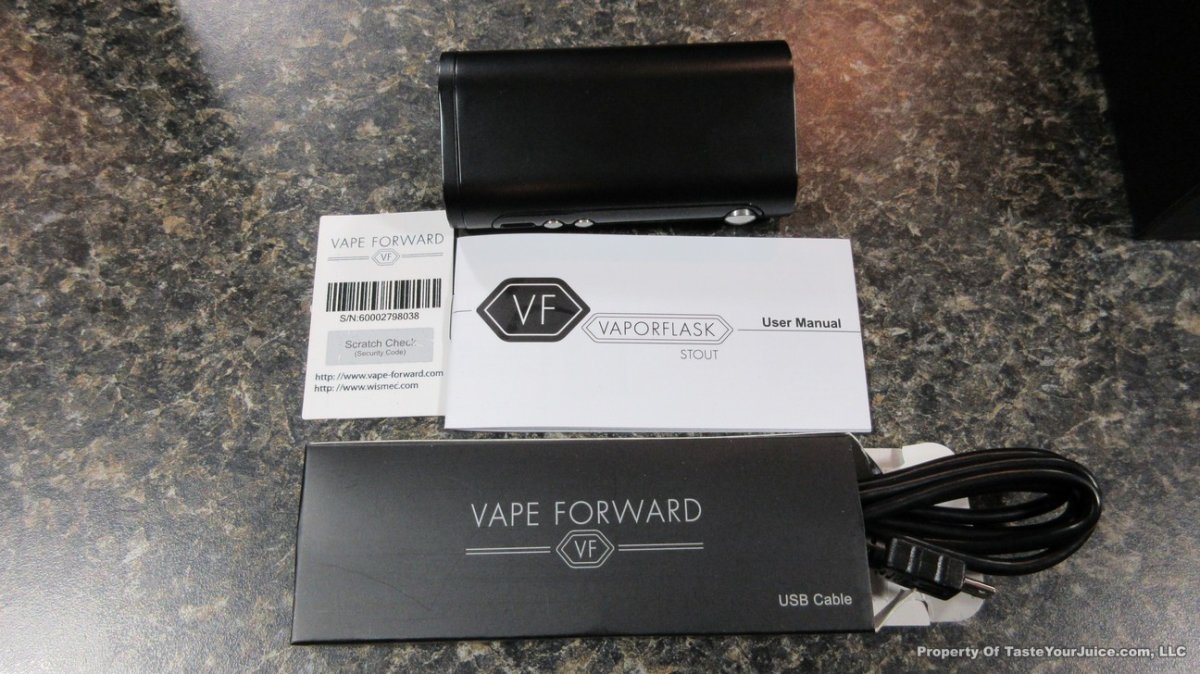 VAPE FORWARD
VF
S/N:60002798038
Scratch Check
(Security Code)
http://www.vape-forward.com
http://www.wismec.com
VF
VAPORFLASK
STOUT
User Manual
VAPE FORWARD
VF
USB Cable
Property Of TasteYourJuice.com, LLC